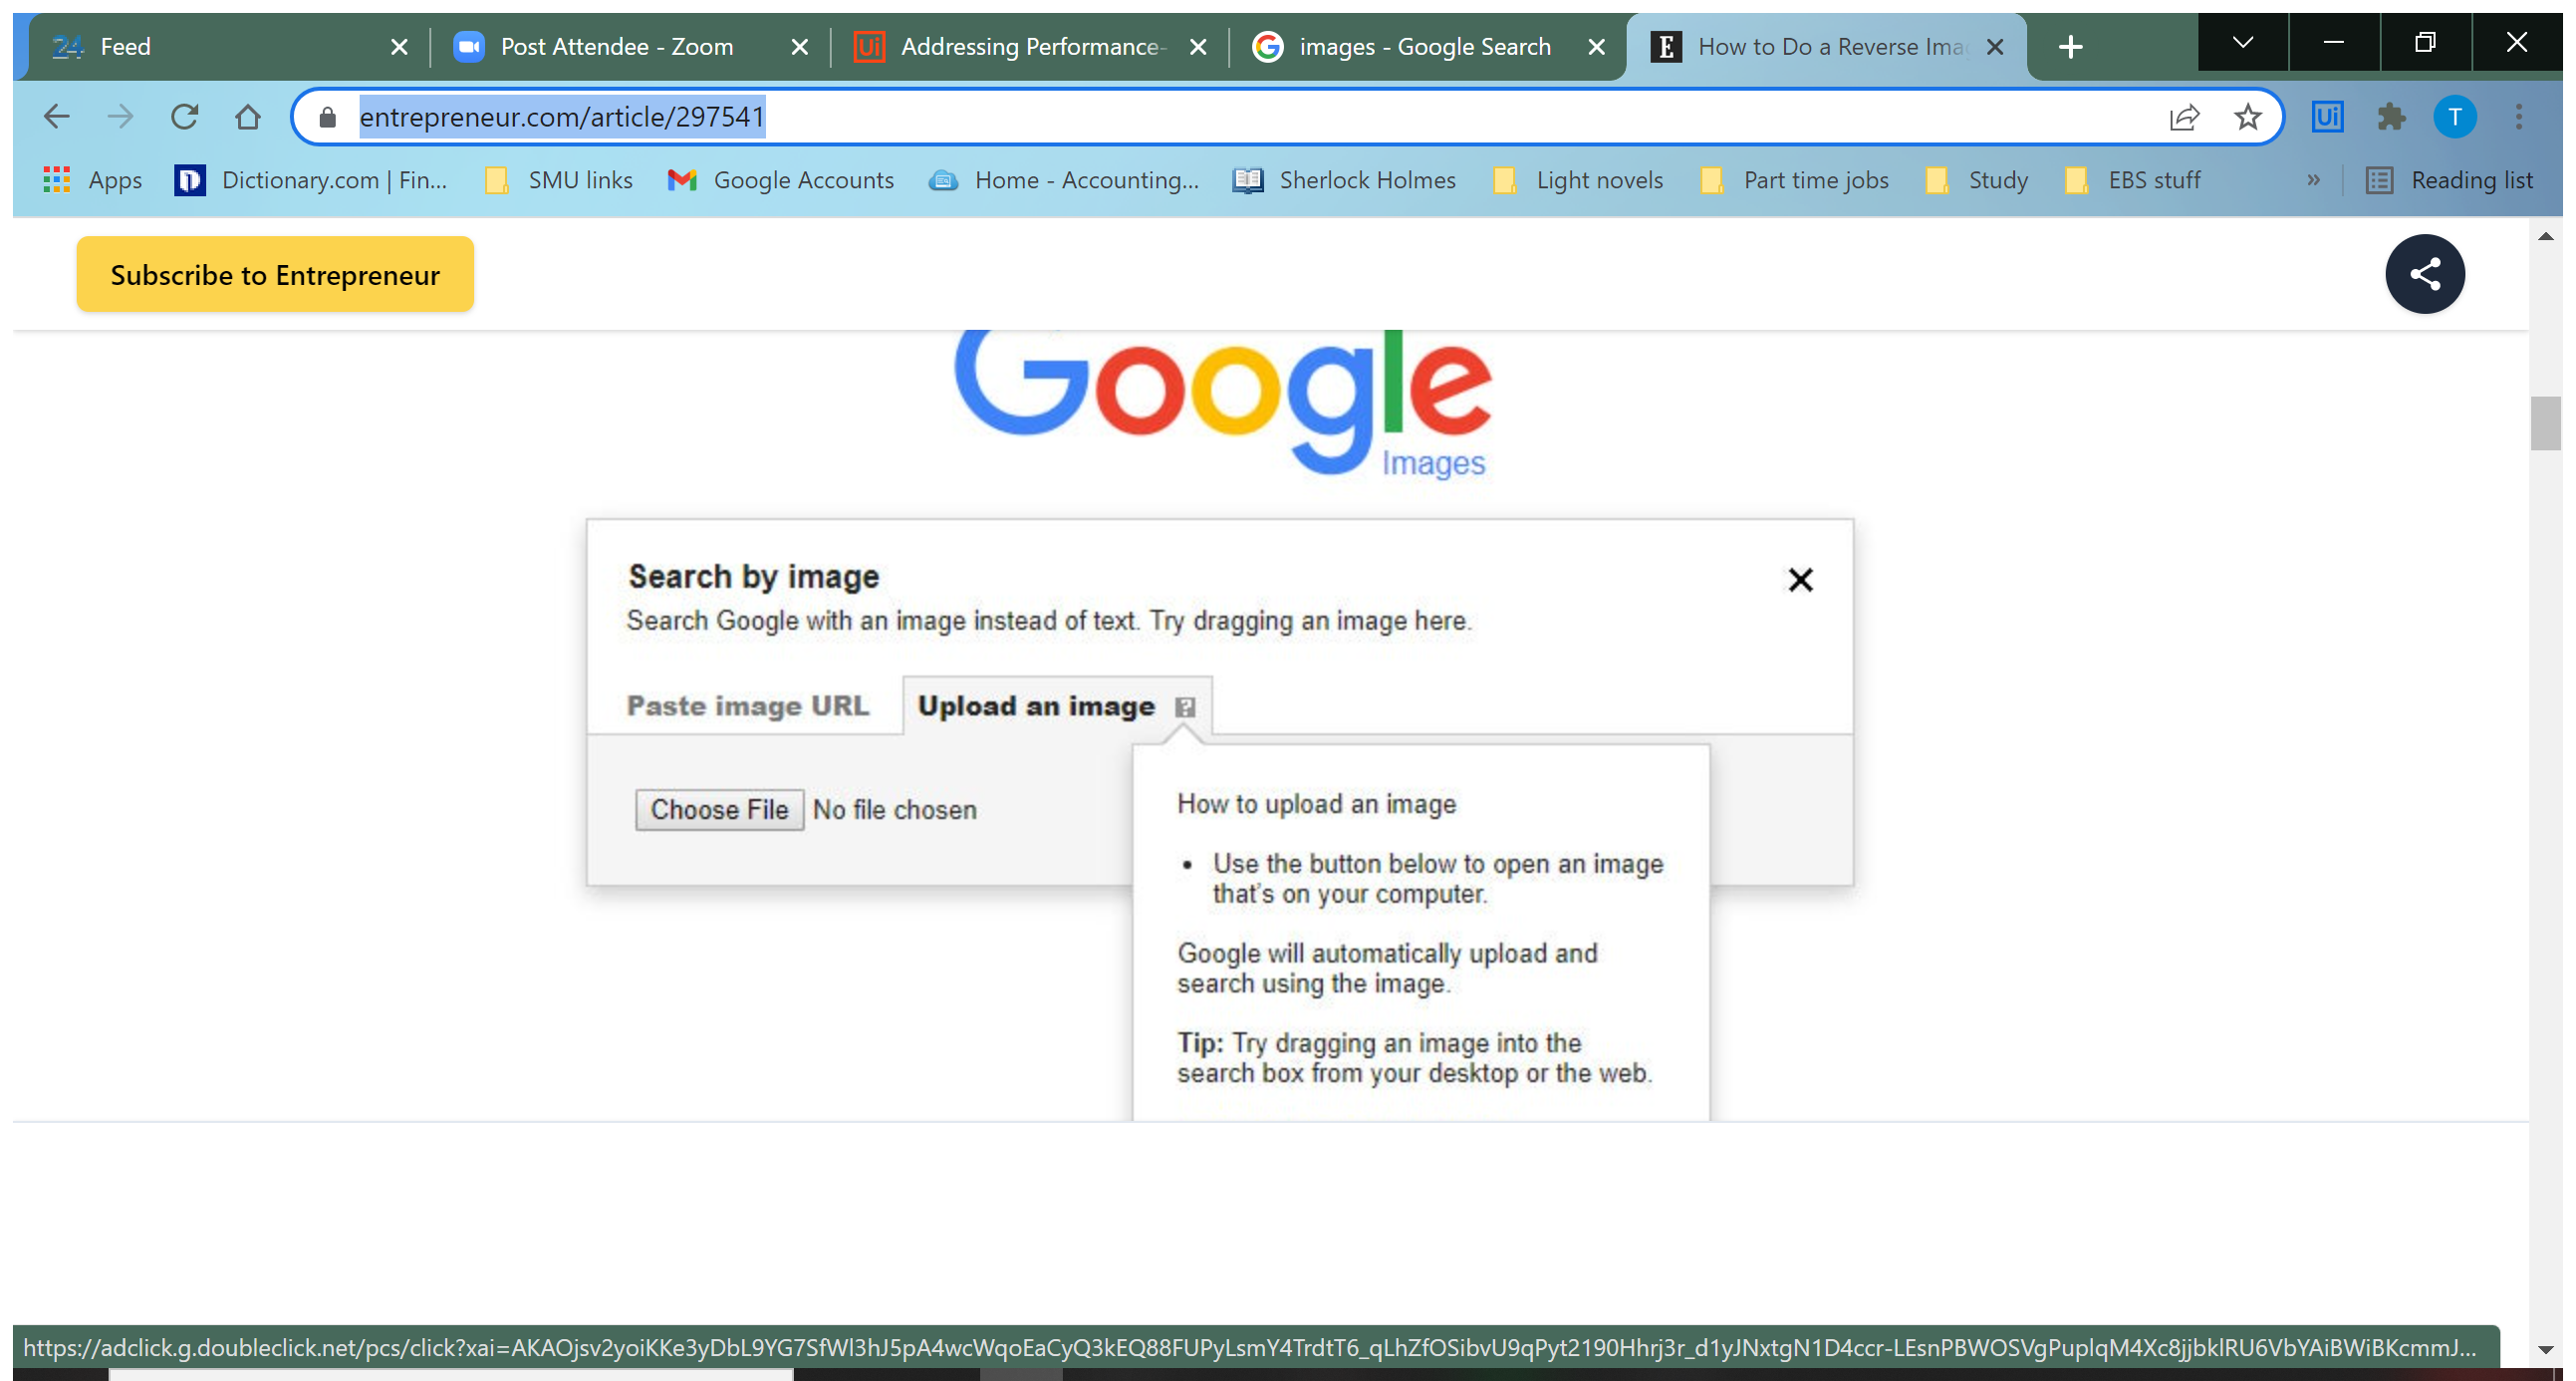 24 Feed
Post Attendee - Zoom
Ui Addressing Performance-
G images - Google Search
E How to Do a Reverse Ima
entrepreneur.com/article/297541
Ui
T
Apps
D Dictionary.com | Fin...
SMU links
Google Accounts
Home - Accounting...
Sherlock Holmes
Light novels
Part time jobs
Study
EBS stuff
»
Reading list
Subscribe to Entrepreneur
Google
Images
Search by image
Search Google with an image instead of text. Try dragging an image here.
Paste image URL
Upload an image ?
Choose File No file chosen
How to upload an image
• Use the button below to open an image
that's on your computer.
Google will automatically upload and
search using the image.
Tip: Try dragging an image into the
search box from your desktop or the web.
https://adclick.g.doubleclick.net/pcs/click?xai=AKAOjsv2yoiKKe3yDbL9YG7SfWl3hJ5pA4wcWqoEaCyQ3kEQ88FUPyLsmY4TrdtT6_qLhZfOSibvU9qPyt2190Hhrj3r_d1yJNxtgN1D4ccr-LEsnPBWOSVgPuplqM4Xc8jjbklRU6VbYAiBWiBKcmmJ...